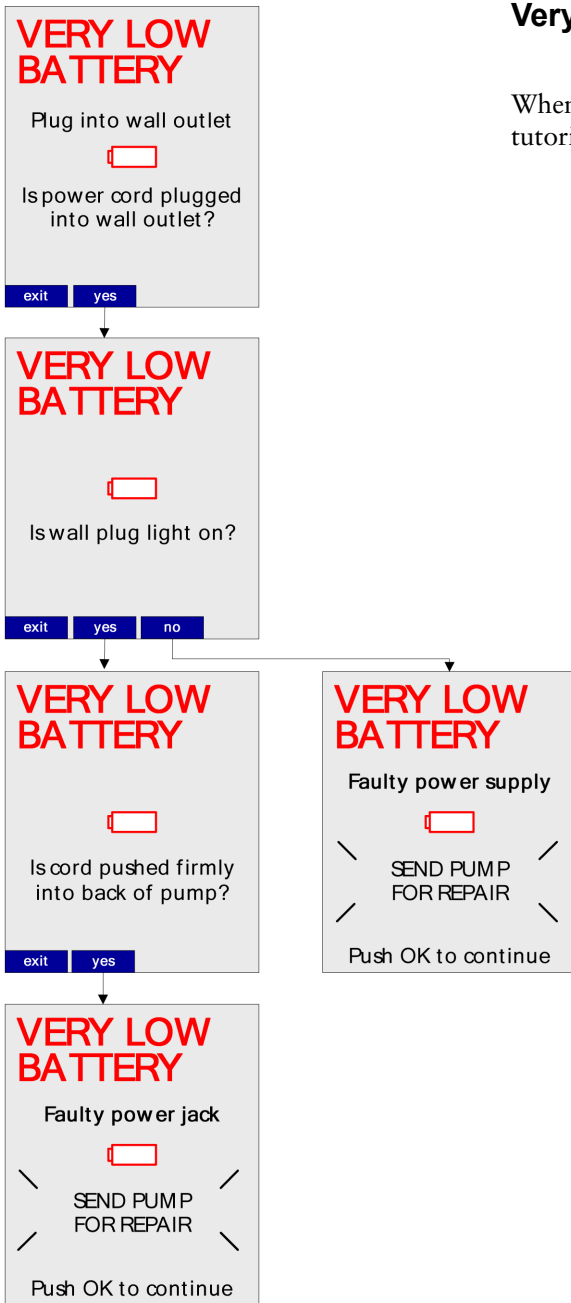 VERY LOW
BATTERY
Plug into wall outlet
Is power cord plugged
into wall outlet?
exit yes
Very
When
tutori
VERY LOW
BATTERY
Is wall plug light on?
exit yes no
VERY LOW
BATTERY
Is cord pushed firmly
into back of pump?
exit yes
VERY LOW
BATTERY
Faulty power supply
SEND PUMP
FOR REPAIR
Push OK to continue
VERY LOW
BATTERY
Faulty power jack
SEND PUMP
FOR REPAIR
Push OK to continue